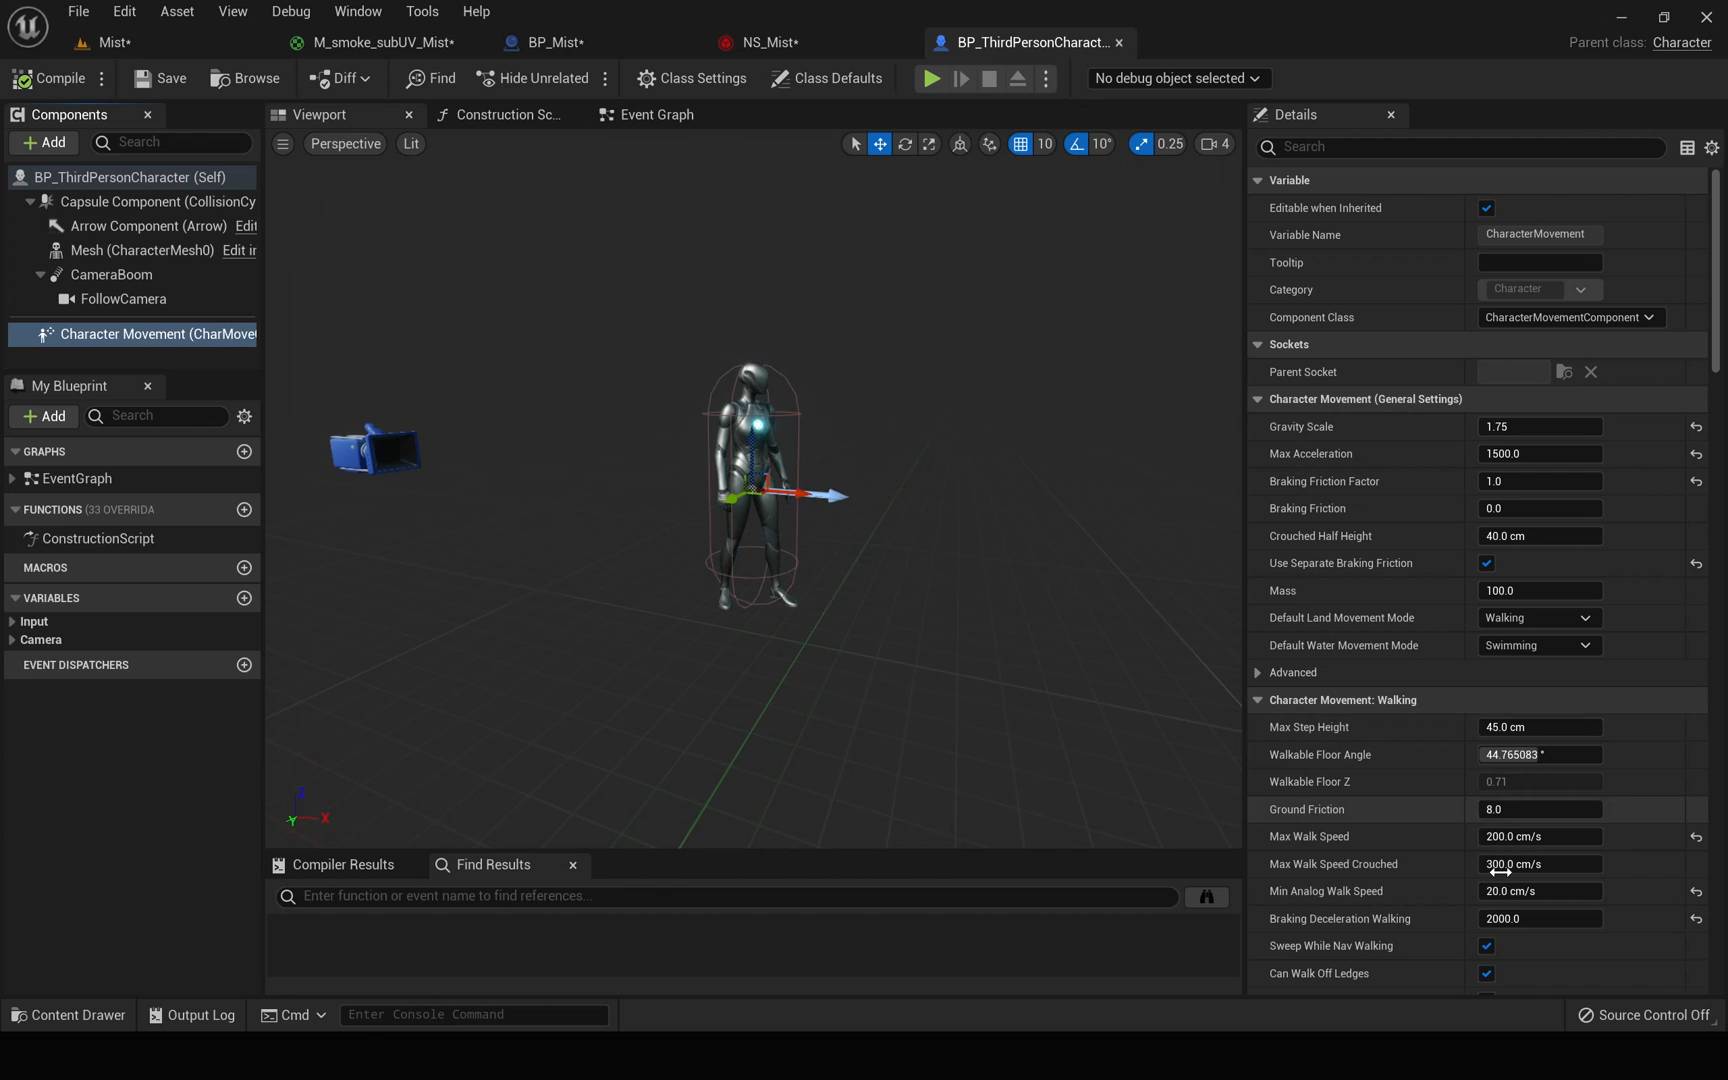 File Edit Asset View Debug Window Tools Help
Mist* M_smoke_subUV_Mist* BP_Mist* NS_Mist* BP_ThirdPersonCharact... Parent class: Character
Compile Save Browse Diff Find Hide Unrelated Class Settings Class Defaults No debug object selected
Components
Add Search
BP_ThirdPersonCharacter (Self)
Capsule Component (CollisionCy
Arrow Component (Arrow) Edit
Mesh (CharacterMesh0) Edit in
CameraBoom
FollowCamera
Character Movement (CharMove
My Blueprint
Add Search
GRAPHS
EventGraph
FUNCTIONS (33 OVERRIDA
ConstructionScript
MACROS
VARIABLES
Input
Camera
EVENT DISPATCHERS
Viewport Construction Sc... Event Graph
Perspective Lit 10 10° 0.25 4
Z
X
Y
Compiler Results Find Results
Enter function or event name to find references...
Details
Search
Variable
Editable when Inherited
Variable Name CharacterMovement
Tooltip
Category Character
Component Class CharacterMovementComponent
Sockets
Parent Socket
Character Movement (General Settings)
Gravity Scale 1.75
Max Acceleration 1500.0
Braking Friction Factor 1.0
Braking Friction 0.0
Crouched Half Height 40.0 cm
Use Separate Braking Friction
Mass 100.0
Default Land Movement Mode Walking
Default Water Movement Mode Swimming
Advanced
Character Movement: Walking
Max Step Height 45.0 cm
Walkable Floor Angle 44.765083 °
Walkable Floor Z 0.71
Ground Friction 8.0
Max Walk Speed 200.0 cm/s
Max Walk Speed Crouched 300.0 cm/s
Min Analog Walk Speed 20.0 cm/s
Braking Deceleration Walking 2000.0
Sweep While Nav Walking
Can Walk Off Ledges
Content Drawer Output Log Cmd Enter Console Command Source Control Off